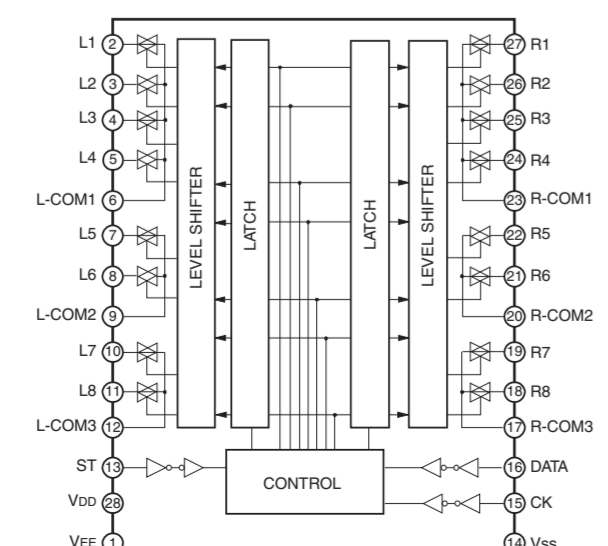 L1 2
L2 3
L3 4
L4 5
L-COM1 6
L5 7
L6 8
L-COM2 9
L7 10
L8 11
L-COM3 12
ST 13
VDD 28
VEE 1
LEVEL SHIFTER
LATCH
LATCH
LEVEL SHIFTER
CONTROL
27 R1
26 R2
25 R3
24 R4
23 R-COM1
22 R5
21 R6
20 R-COM2
19 R7
18 R8
17 R-COM3
16 DATA
15 CK
14 Vss